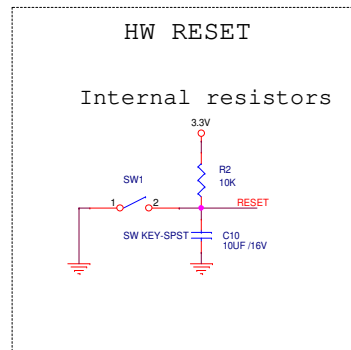 HW RESET
Internal resistors
3.3V
R2
10K
SW1
1
2
RESET
SW KEY-SPST
C10
10UF /16V